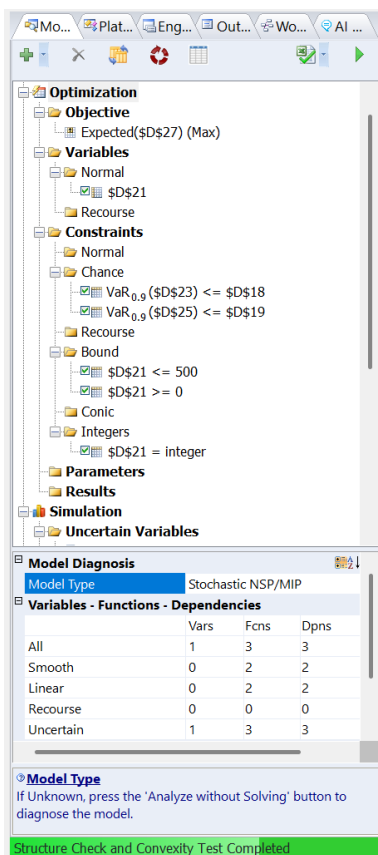 Mo... Plat... Eng... Out... Wo... AI ...
Optimization
Objective
Expected($D$27) (Max)
Variables
Normal
$D$21
Recourse
Constraints
Normal
Chance
VaR0.9($D$23) <= $D$18
VaR0.9($D$25) <= $D$19
Recourse
Bound
$D$21 <= 500
$D$21 >= 0
Conic
Integers
$D$21 = integer
Parameters
Results
Simulation
Uncertain Variables
Model Diagnosis
Model Type Stochastic NSP/MIP
Variables - Functions - Dependencies
Vars Fcns Dpns
All 1 3 3
Smooth 0 2 2
Linear 0 2 2
Recourse 0 0 0
Uncertain 1 3 3
Model Type
If Unknown, press the 'Analyze without Solving' button to
diagnose the model.
Structure Check and Convexity Test Completed